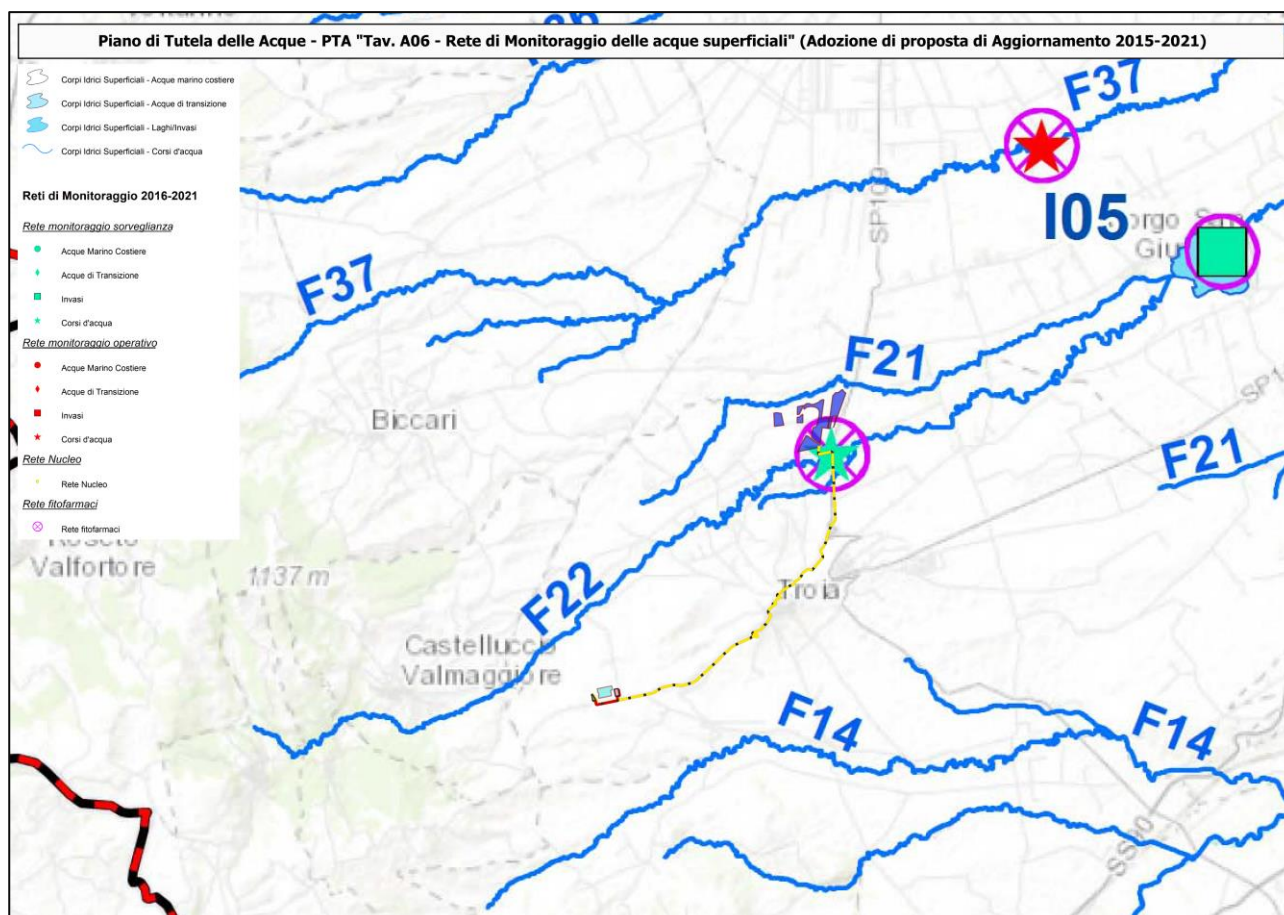 Piano di Tutela delle Acque - PTA "Tav. A06 - Rete di Monitoraggio delle acque superficiali" (Adozione di proposta di Aggiornamento 2015-2021)
Corpi Idrici Superficiali - Acque marino costiere
Corpi Idrici Superficiali - Acque di transizione
Corpi Idrici Superficiali - Laghi/Invasi
Corpi Idrici Superficiali - Corsi d'acqua
Reti di Monitoraggio 2016-2021
Rete monitoraggio sorveglianza
Acque Marino Costiere
Acque di Transizione
Invasi
Corsi d'acqua
Rete monitoraggio operativo
Acque Marino Costiere
Acque di Transizione
Invasi
Corsi d'acqua
Rete Nucleo
Rete Nucleo
Rete fitofarmaci
Rete fitofarmaci
F37
SP109
I05
F37
F21
SP1
Biccari
F21
Roseto
Valfortore
1137 m
F22
Troia
Castelluccio
Valmaggiore
F14
F14
SS90